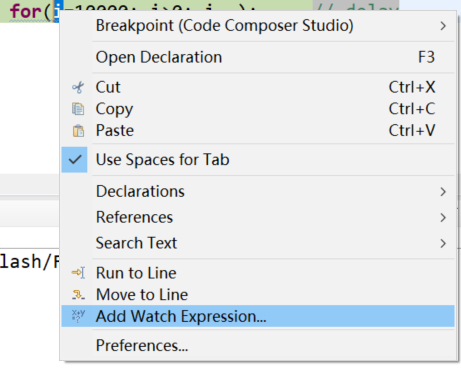 for(i=10000; i>0; i--);     // delay
Breakpoint (Code Composer Studio)
Open Declaration F3
Cut Ctrl+X
Copy Ctrl+C
Paste Ctrl+V
Use Spaces for Tab
Declarations
References
Search Text
lash/F
Run to Line
Move to Line
Add Watch Expression...
Preferences...